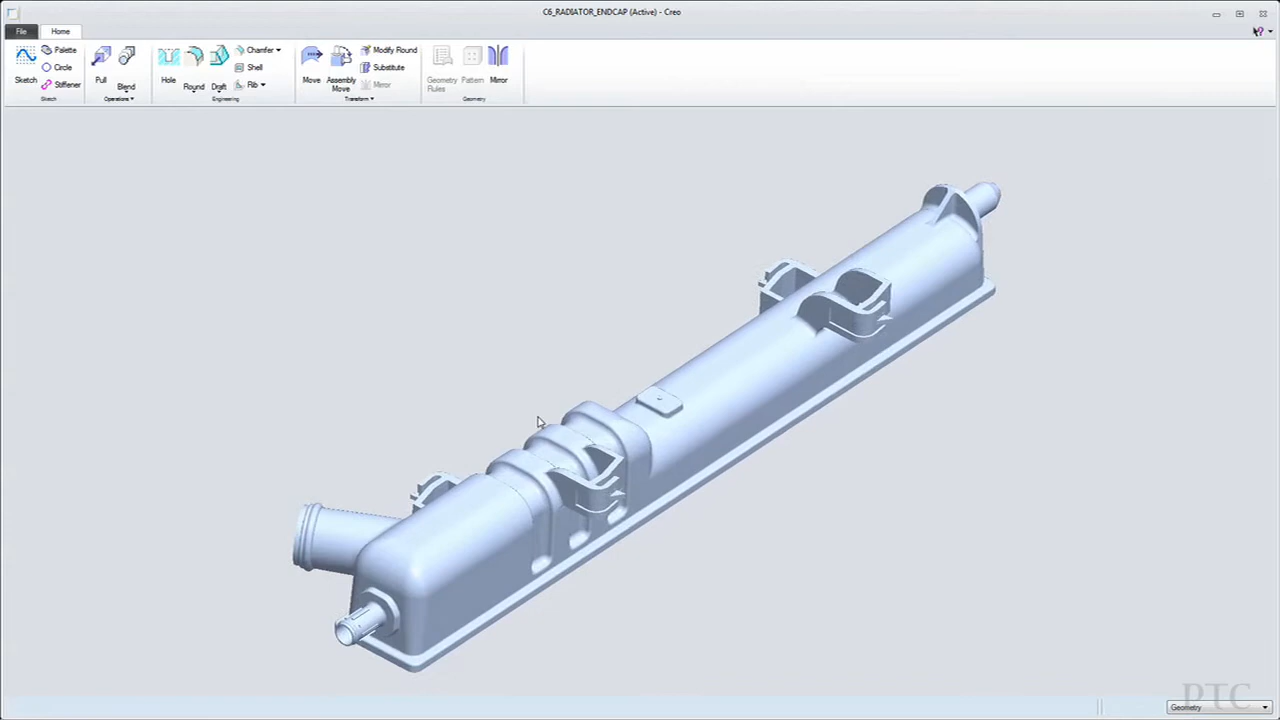 C6_RADIATOR_ENDCAP (Active) - Creo
File Home
Sketch
Palette
Circle
Stiffener
Sketch
Pull
Blend
Operations
Hole
Round
Draft
Chamfer
Shell
Rib
Engineering
Move
Assembly
Move
Modify Round
Substitute
Mirror
Transform
Geometry
Rules
Pattern
Mirror
Geometry
PTC
Geometry